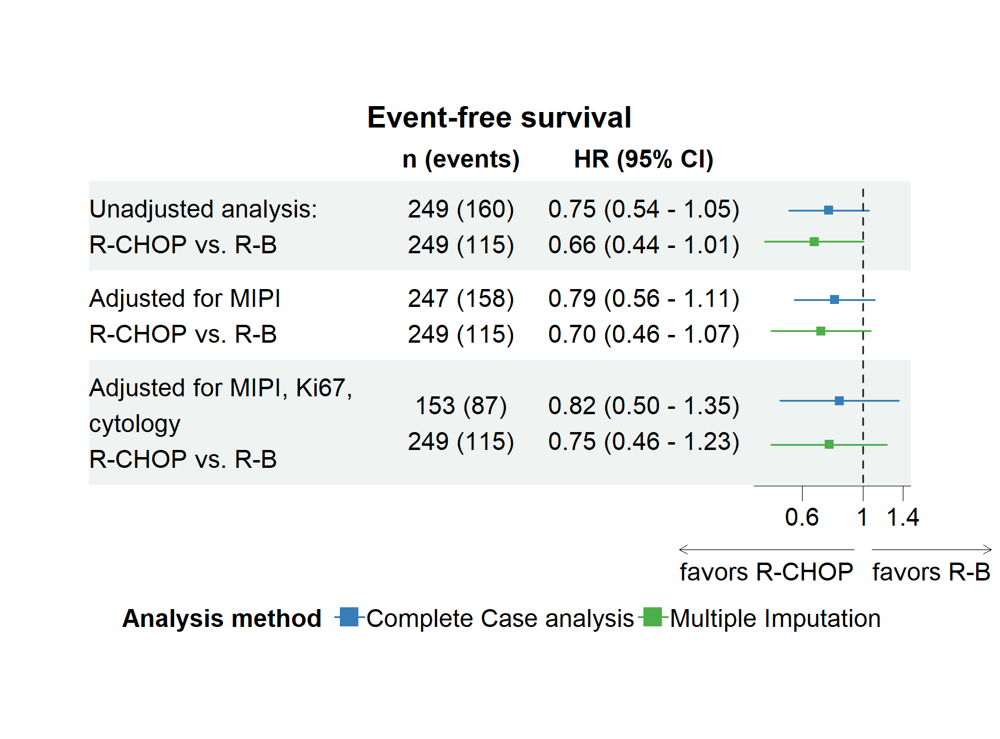 Event-free survival
n (events) HR (95% CI)
Unadjusted analysis: 249 (160) 0.75 (0.54 - 1.05)
R-CHOP vs. R-B 249 (115) 0.66 (0.44 - 1.01)
Adjusted for MIPI 247 (158) 0.79 (0.56 - 1.11)
R-CHOP vs. R-B 249 (115) 0.70 (0.46 - 1.07)
Adjusted for MIPI, Ki67,
153 (87) 0.82 (0.50 - 1.35)
cytology
249 (115) 0.75 (0.46 - 1.23)
R-CHOP vs. R-B
0.6 1 1.4
favors R-CHOP favors R-B
Analysis method Complete Case analysis Multiple Imputation